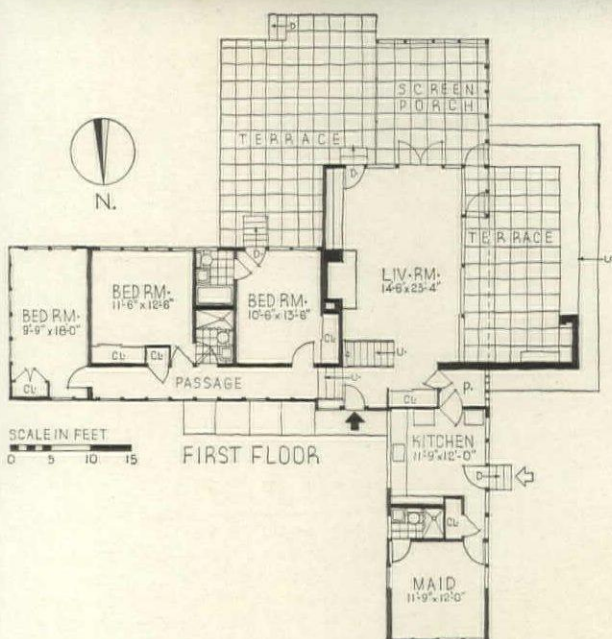 D
SCREEN
PORCH
TERRACE
N.
D.
D.
TERRACE
U
LIV·RM·
14'-6" x 23'-4"
BED RM·
11'-6" x 12'-6"
BED RM·
10'-6" x 13'-6"
BED RM·
9'-9" x 18'-0"
CL·
CL·
CL·
CL·
U·
PASSAGE
U·
CL·
P.
SCALE IN FEET
0 5 10 15
FIRST FLOOR
KITCHEN
11'-9" x 12'-0"
D
CL·
MAID
11'-9" x 12'-0"